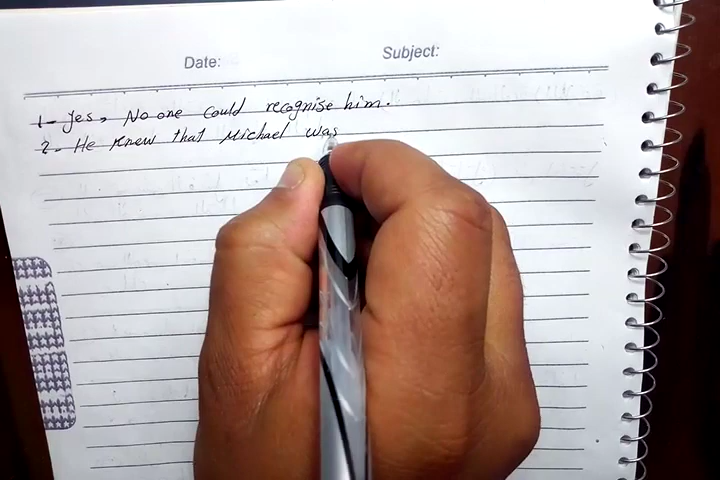 Date: Subject:
1- Yes, No one could recognise him.
2. He Knew that Michael was